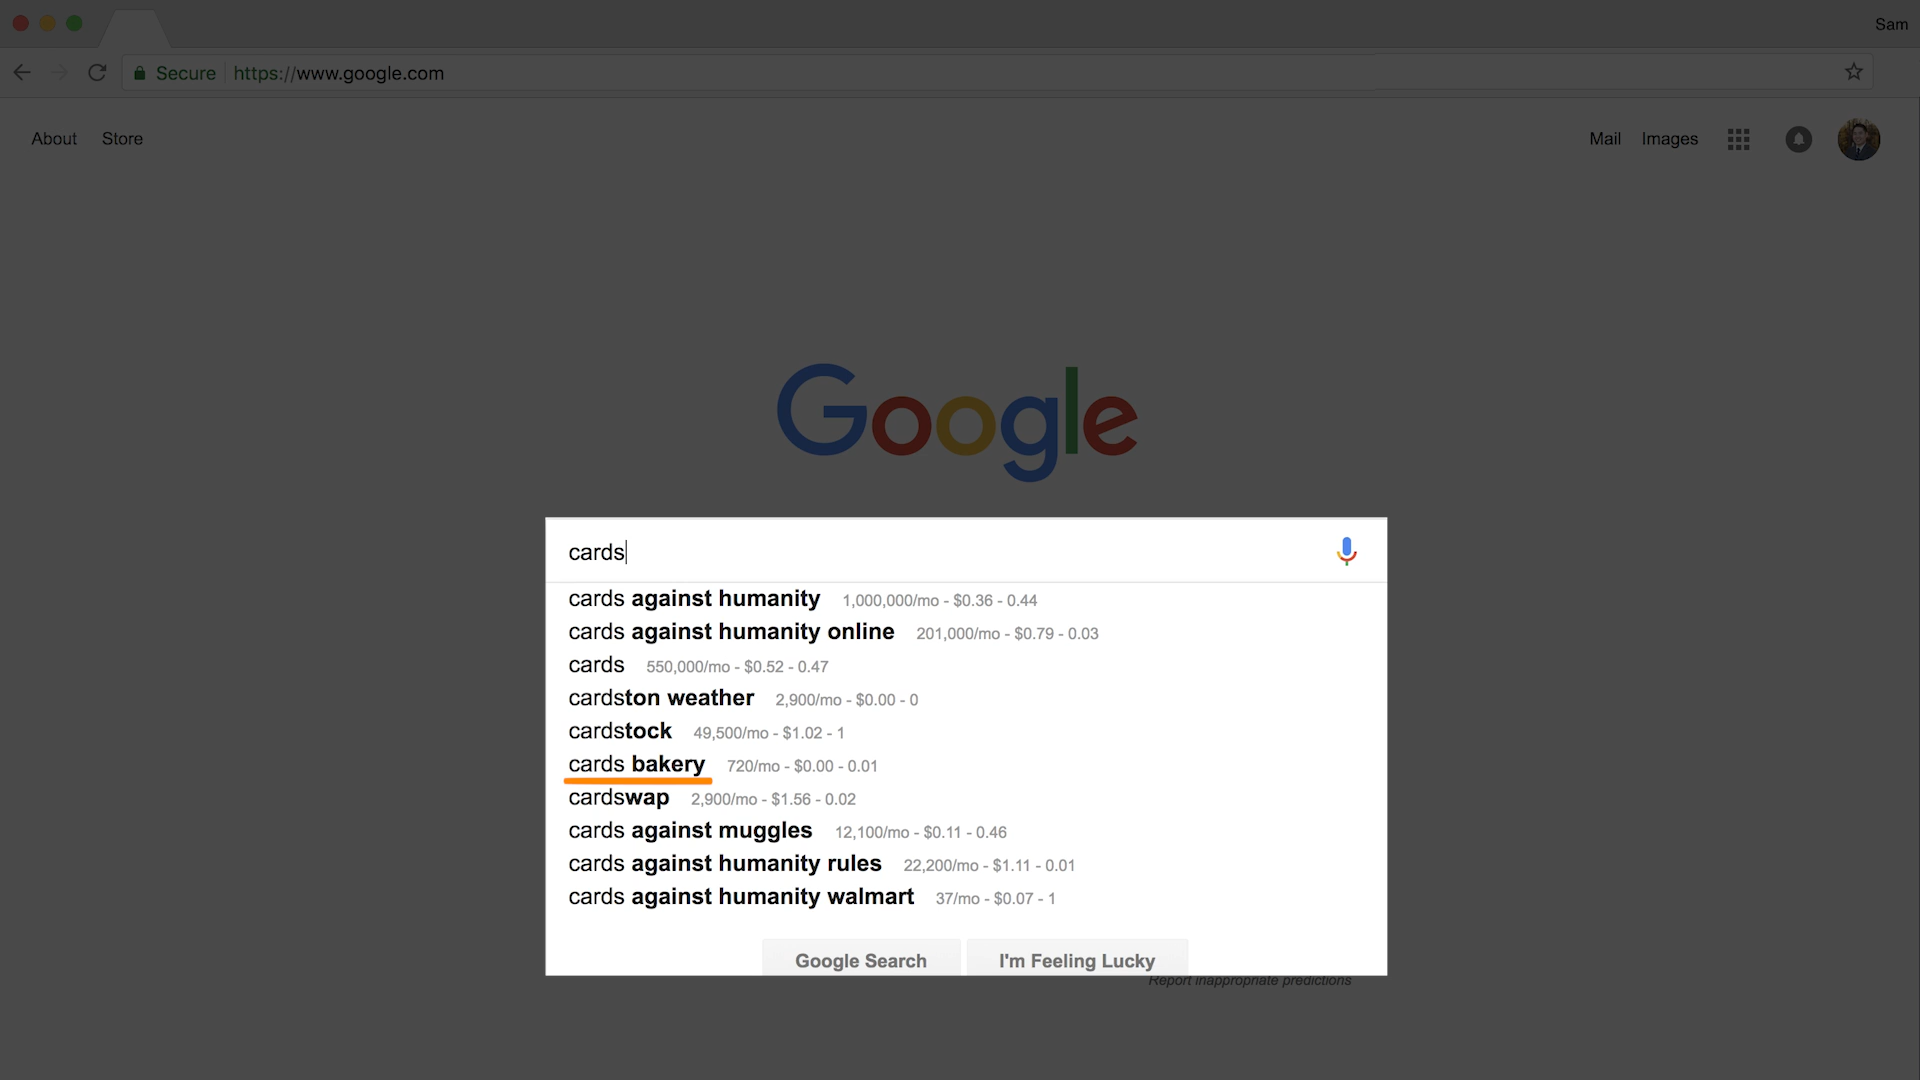 Sam
Secure https://www.google.com
About Store Mail Images
Google
cards
cards against humanity 1,000,000/mo - $0.36 - 0.44
cards against humanity online 201,000/mo - $0.79 - 0.03
cards 550,000/mo - $0.52 - 0.47
cardston weather 2,900/mo - $0.00 - 0
cardstock 49,500/mo - $1.02 - 1
cards bakery 720/mo - $0.00 - 0.01
cardswap 2,900/mo - $1.56 - 0.02
cards against muggles 12,100/mo - $0.11 - 0.46
cards against humanity rules 22,200/mo - $1.11 - 0.01
cards against humanity walmart 37/mo - $0.07 - 1
Google Search I'm Feeling Lucky
Report inappropriate predictions